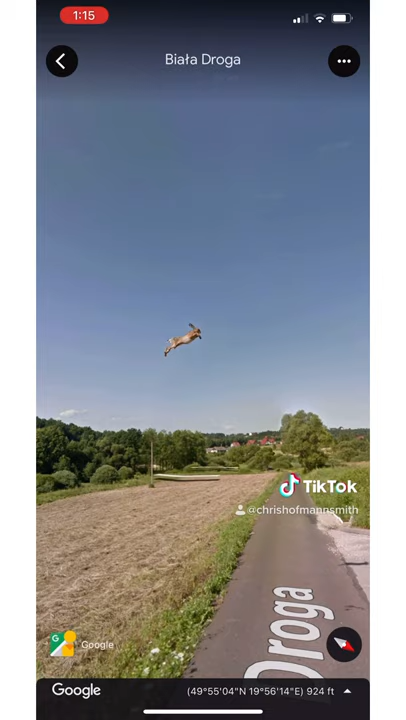 1:15
Biała Droga
TikTok
@chrishofmannsmith
Droga
G
Google
Google
(49°55'04"N 19°56'14"E) 924 ft